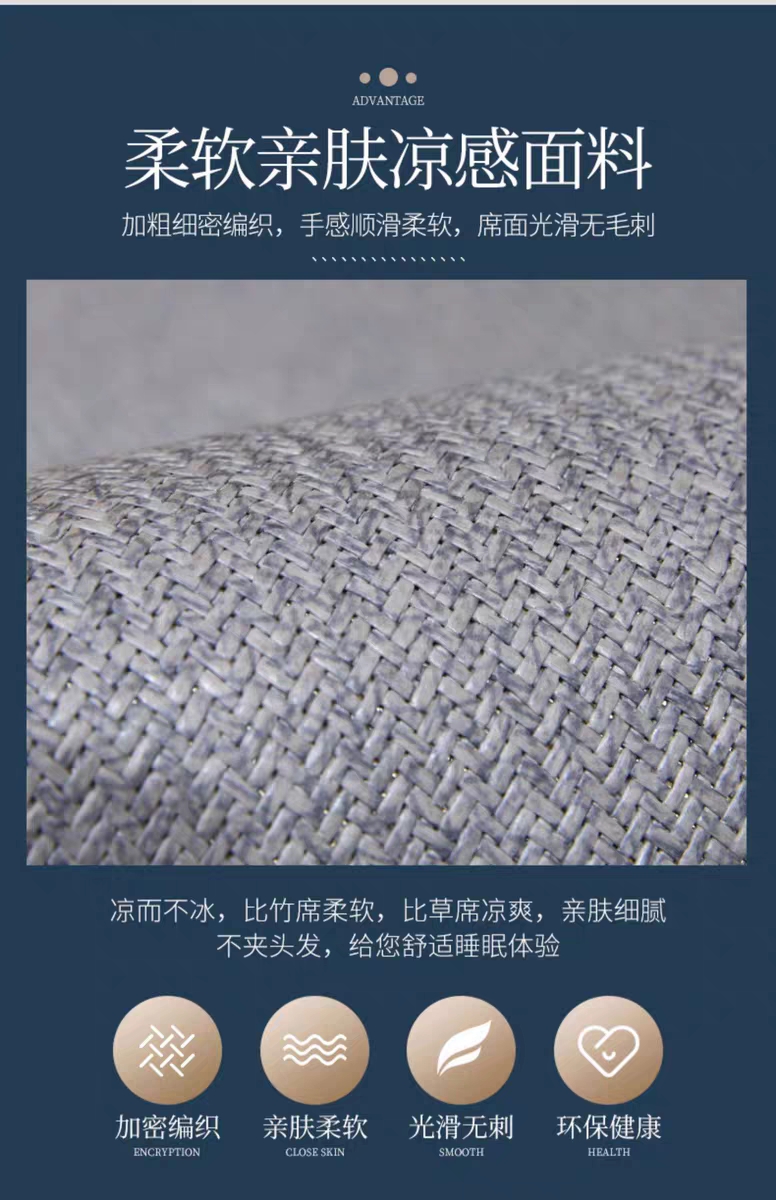 ADVANTAGE
柔软亲肤凉感面料
加粗细密编织，手感顺滑柔软，席面光滑无毛刺
凉而不冰，比竹席柔软，比草席凉爽，亲肤细腻
不夹头发，给您舒适睡眠体验
加密编织 亲肤柔软 光滑无刺 环保健康
ENCRYPTION CLOSE SKIN SMOOTH HEALTH